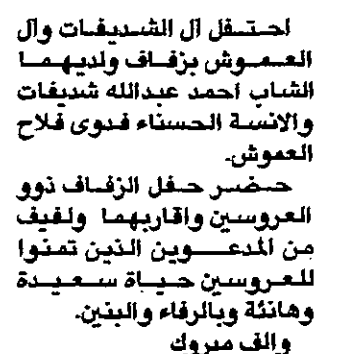 احتفل آل الشديفات وآل
العموش بزفاف ولديهما
الشاب احمد عبدالله شديفات
والانسة الحسناء فدوى فلاح
العموش.
حضر حفل الزفاف ذوو
العروسين واقاربهما ولفيف
من المدعوين الذين تمنوا
للعروسين حياة سعيدة
وهانئة وبالرفاء والبنين.
والف مبروك